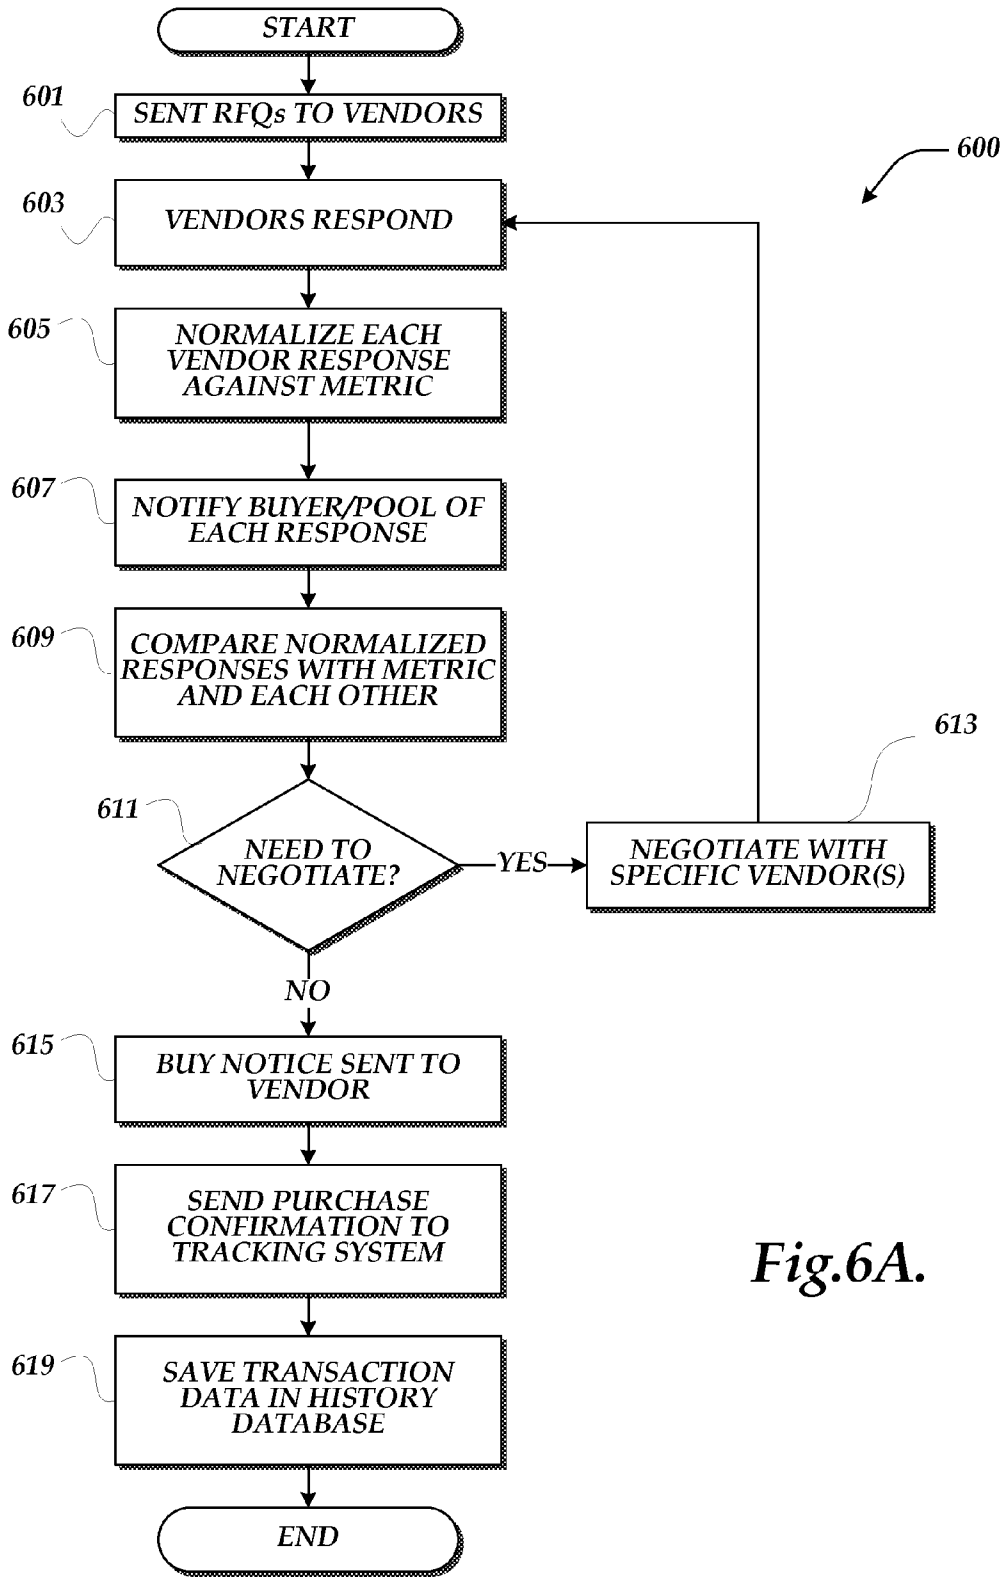 START
601
SENT RFQs TO VENDORS
600
603
VENDORS RESPOND
605
NORMALIZE EACH
VENDOR RESPONSE
AGAINST METRIC
607
NOTIFY BUYER/POOL OF
EACH RESPONSE
609
COMPARE NORMALIZED
RESPONSES WITH METRIC
AND EACH OTHER
613
611
NEED TO
NEGOTIATE?
YES
NEGOTIATE WITH
SPECIFIC VENDOR(S)
NO
615
BUY NOTICE SENT TO
VENDOR
617
SEND PURCHASE
CONFIRMATION TO
TRACKING SYSTEM
Fig.6A.
619
SAVE TRANSACTION
DATA IN HISTORY
DATABASE
END